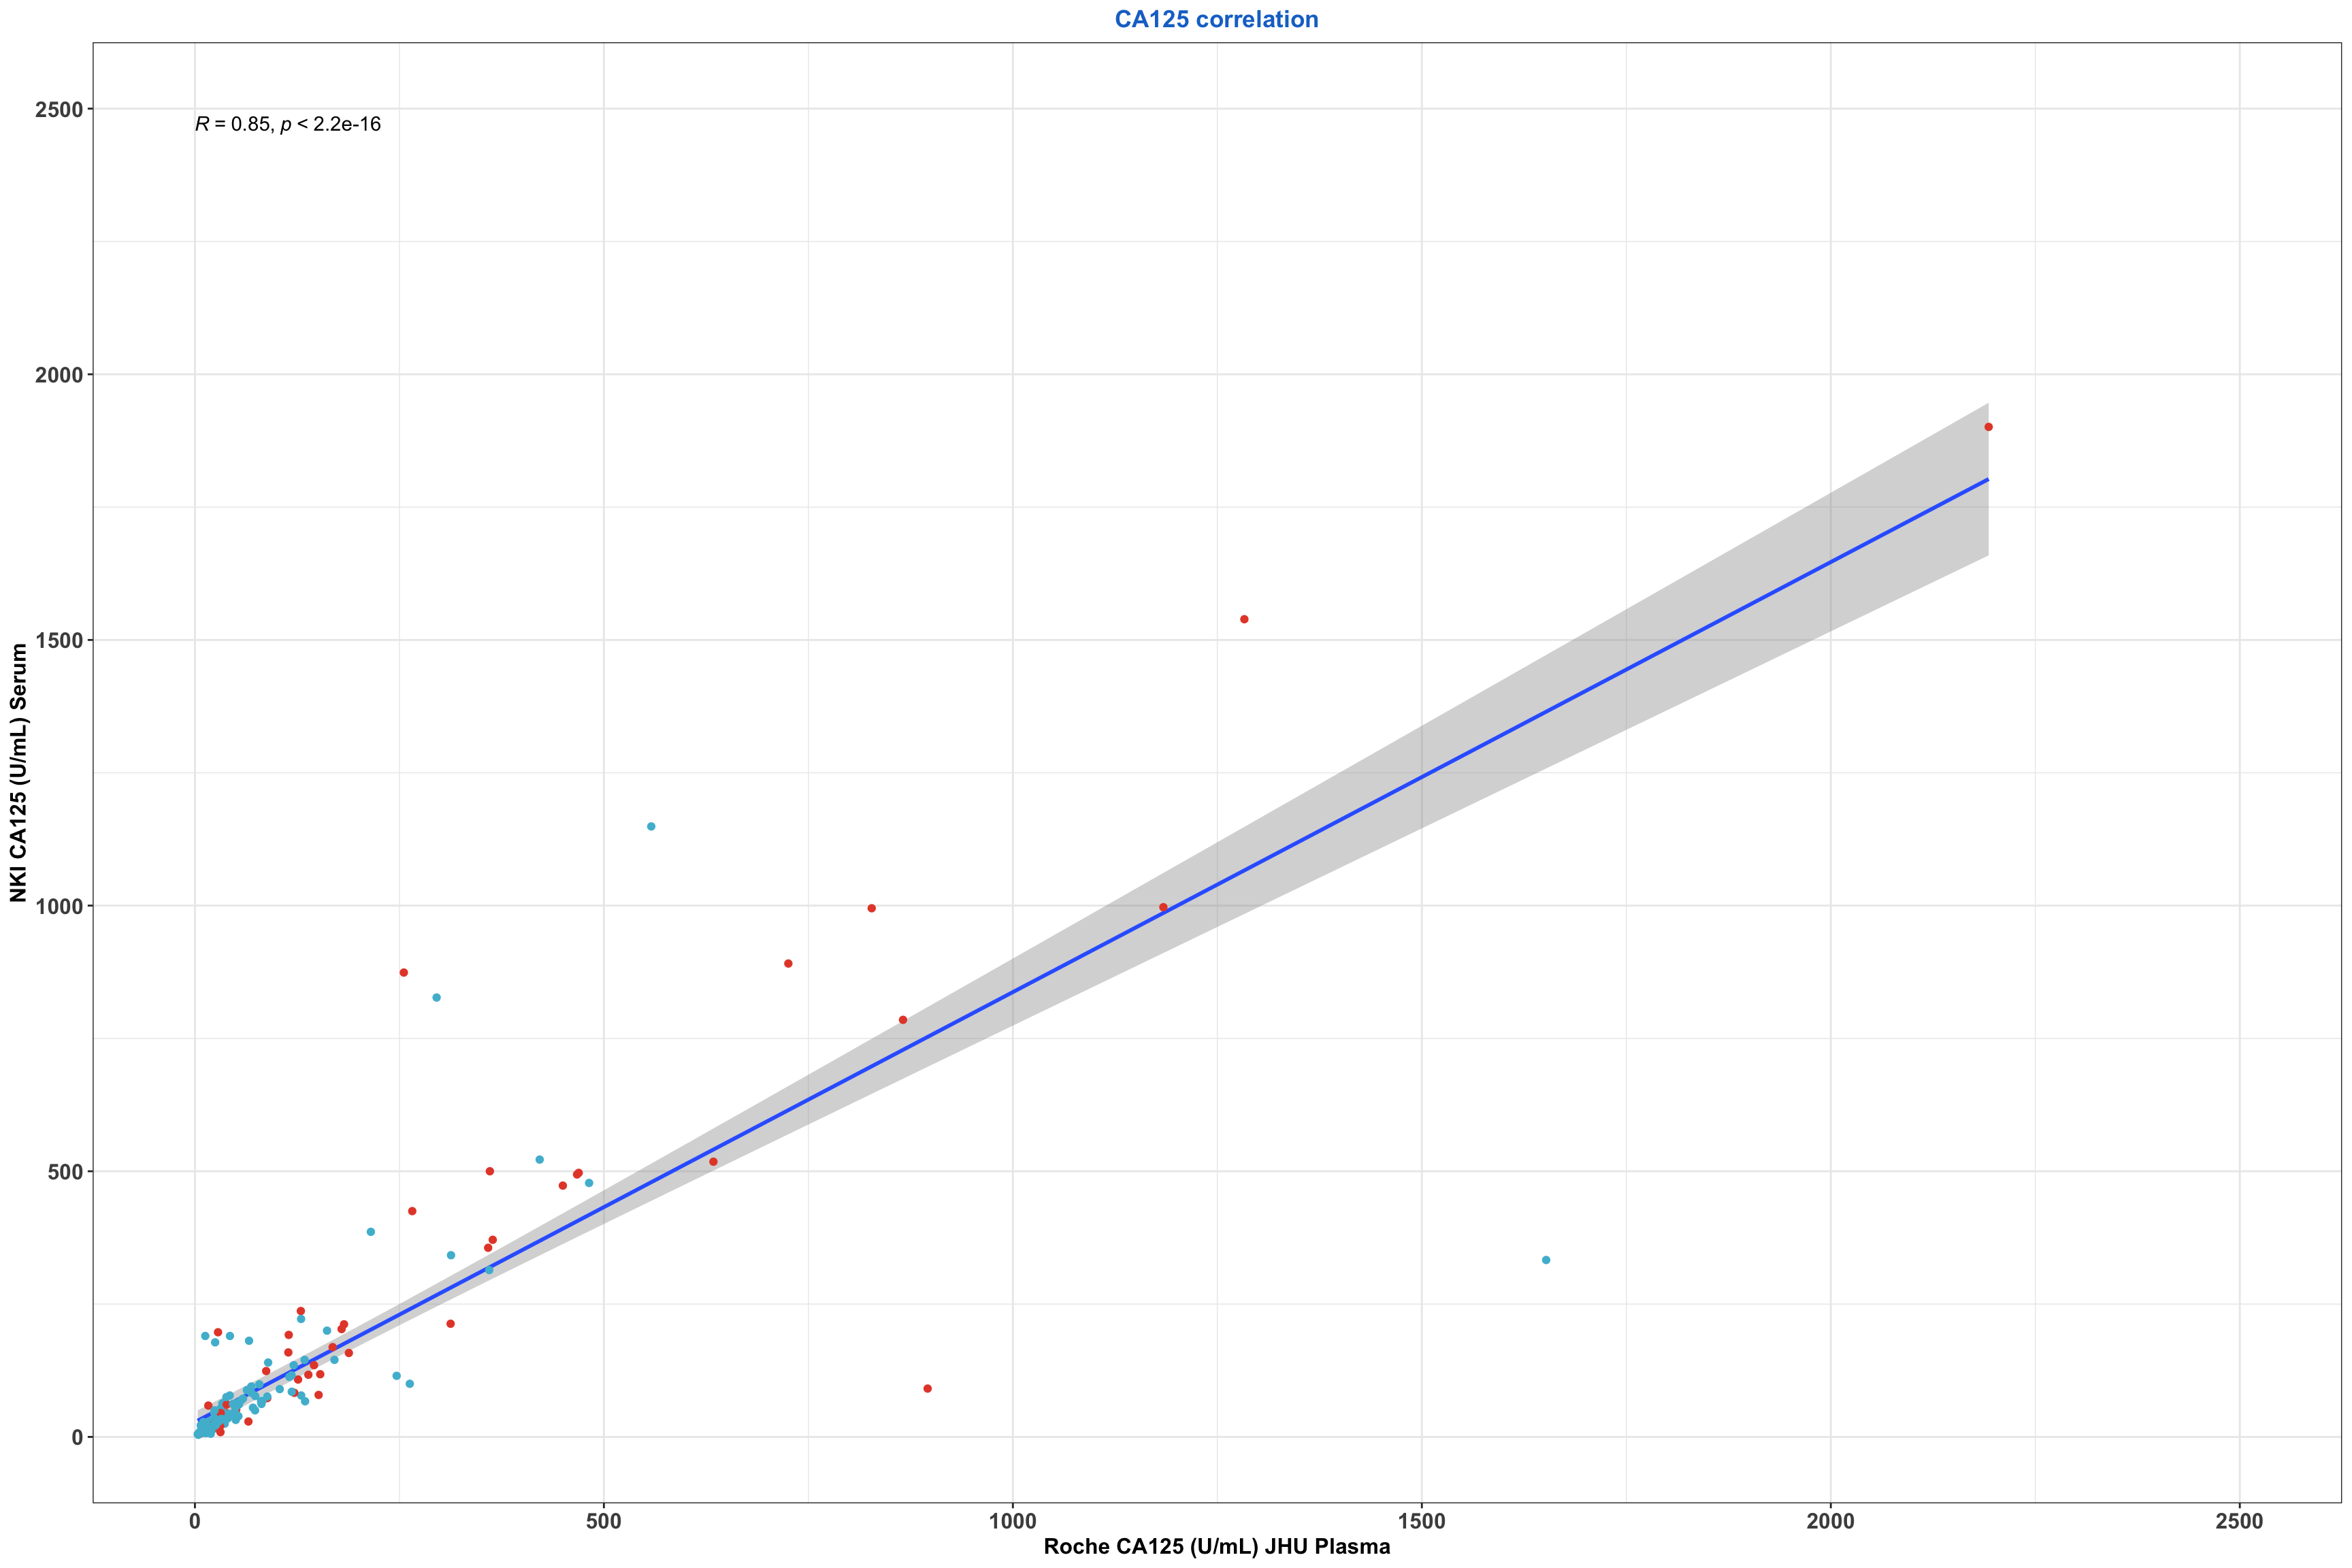 CA125 correlation
R = 0.85, p < 2.2e-16
2500
2000
1500
1000
500
0
NKI CA125 (U/mL) Serum
0 500 1000 1500 2000 2500
Roche CA125 (U/mL) JHU Plasma